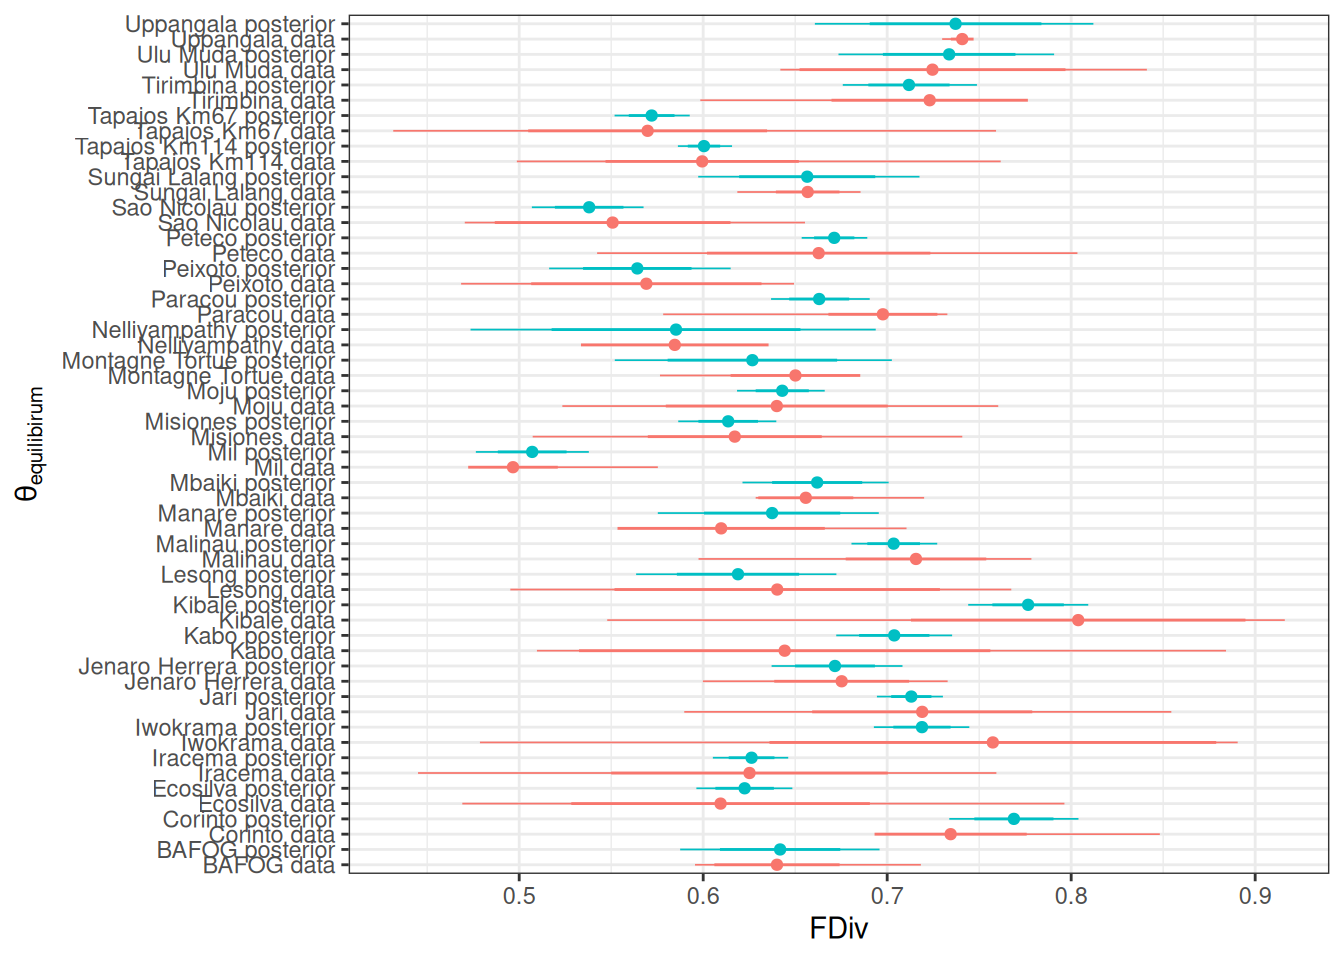 Uppangala posterior
Uppangala data
Ulu Muda posterior
Ulu Muda data
Tirimbina posterior
Tirimbina data
Tapajos Km67 posterior
Tapajos Km67 data
Tapajos Km114 posterior
Tapajos Km114 data
Sungai Lalang posterior
Sungai Lalang data
Sao Nicolau posterior
Sao Nicolau data
Peteco posterior
Peteco data
Peixoto posterior
Peixoto data
Paracou posterior
Paracou data
Nelliyampathy posterior
Nelliyampathy data
Montagne Tortue posterior
Montagne Tortue data
Moju posterior
Moju data
Misiones posterior
Misiones data
Mil posterior
Mil data
Mbaiki posterior
Mbaiki data
Manare posterior
Manare data
Malinau posterior
Malinau data
Lesong posterior
Lesong data
Kibale posterior
Kibale data
Kabo posterior
Kabo data
Jenaro Herrera posterior
Jenaro Herrera data
Jari posterior
Jari data
Iwokrama posterior
Iwokrama data
Iracema posterior
Iracema data
Ecosilva posterior
Ecosilva data
Corinto posterior
Corinto data
BAFOG posterior
BAFOG data
θequilibirum
0.5 0.6 0.7 0.8 0.9
FDiv